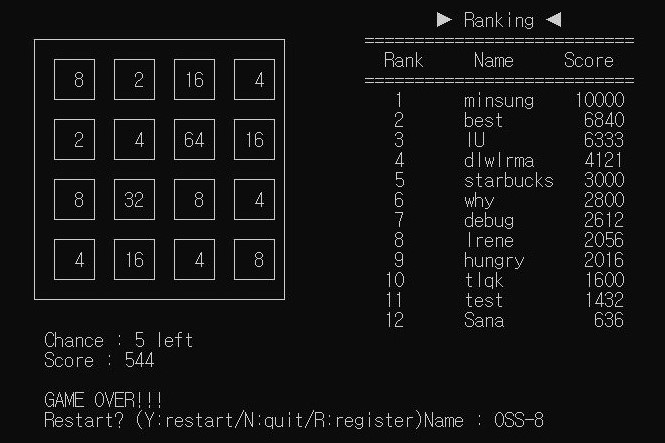 ▶ Ranking ◀
===========================
Rank Name Score
===========================
1 minsung 10000
2 best 6840
3 IU 6333
4 dlwlrma 4121
5 starbucks 3000
6 why 2800
7 debug 2612
8 Irene 2056
9 hungry 2016
10 tlqk 1600
11 test 1432
12 Sana 636
8 2 16 4
2 4 64 16
8 32 8 4
4 16 4 8
Chance : 5 left
Score : 544
GAME OVER!!!
Restart? (Y:restart/N:quit/R:register)Name : OSS-8